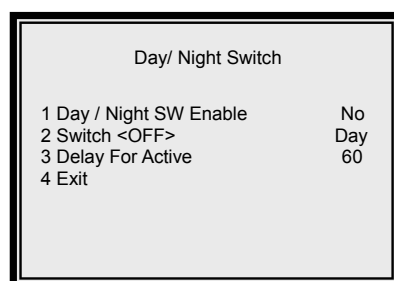 Day/ Night Switch
1 Day / Night SW Enable No
2 Switch <OFF> Day
3 Delay For Active 60
4 Exit